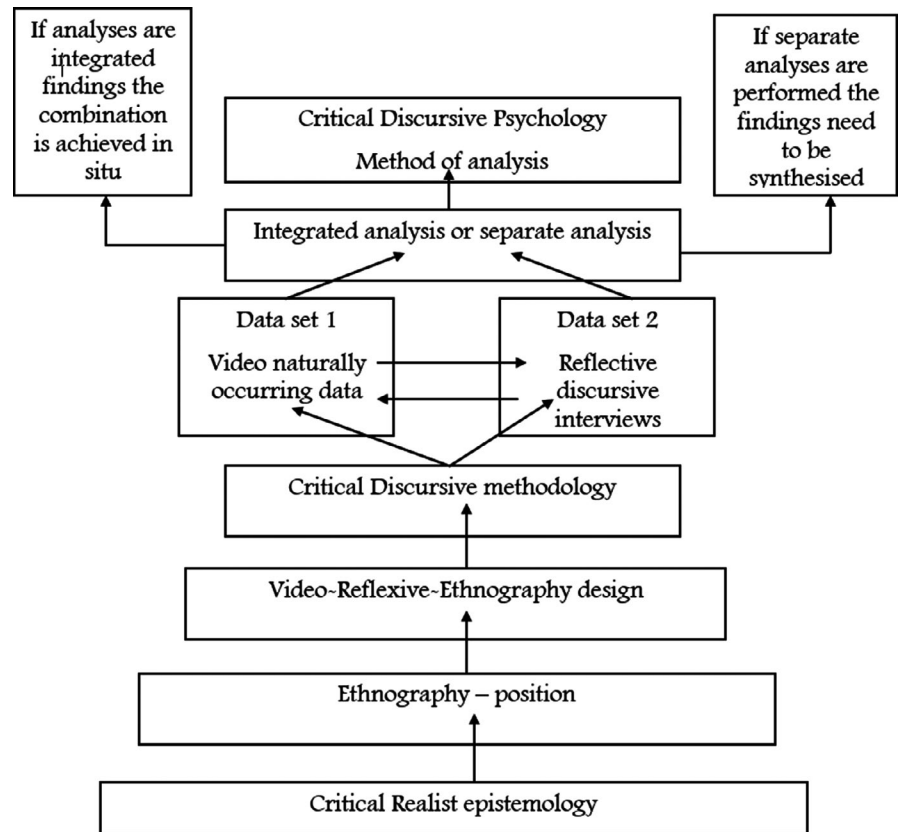 If analyses are
integrated
findings the
combination
is achieved in
situ
If separate
analyses are
performed the
findings need
to be
synthesised
Critical Discursive Psychology
Method of analysis
Integrated analysis or separate analysis
Data set 1
Video naturally
occurring data
Data set 2
Reflective
discursive
interviews
Critical Discursive methodology
Video-Reflexive-Ethnography design
Ethnography – position
Critical Realist epistemology